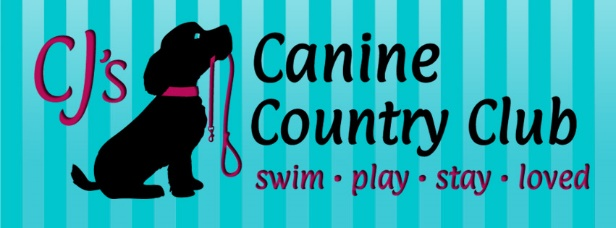 CJ's
Canine
Country Club
swim • play • stay • loved